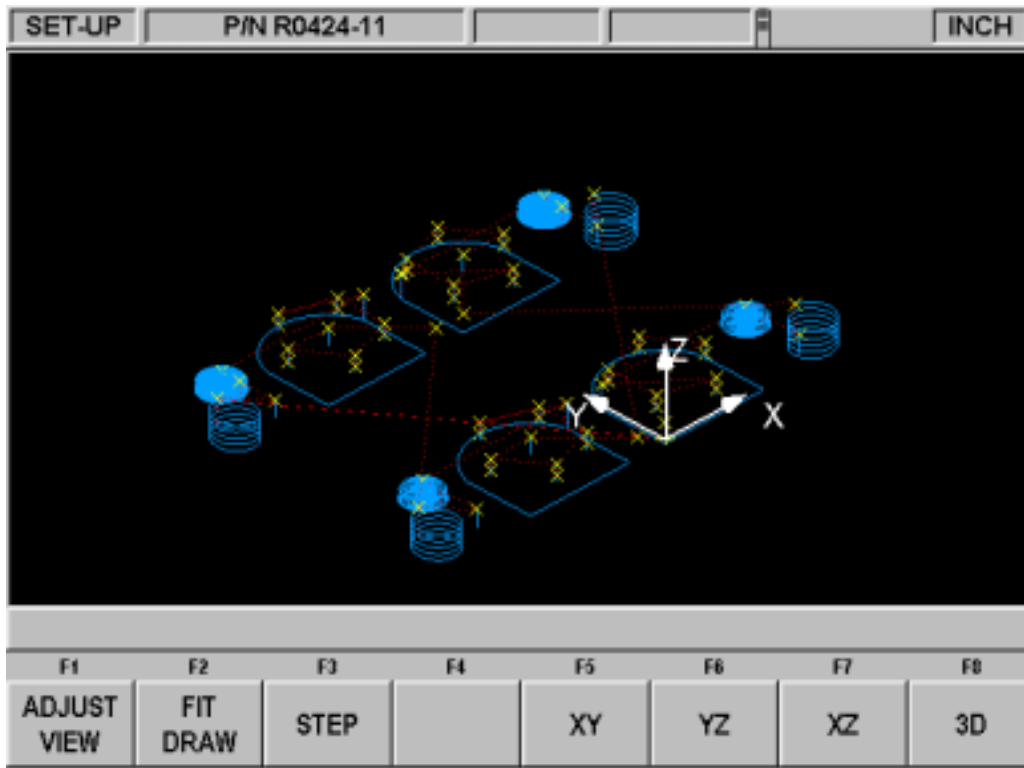 SET-UP
P/N R0424-11
INCH
Z
Y
X
F1
F2
F3
F4
F5
F6
F7
F8
ADJUST
VIEW
FIT
DRAW
STEP
XY
YZ
XZ
3D